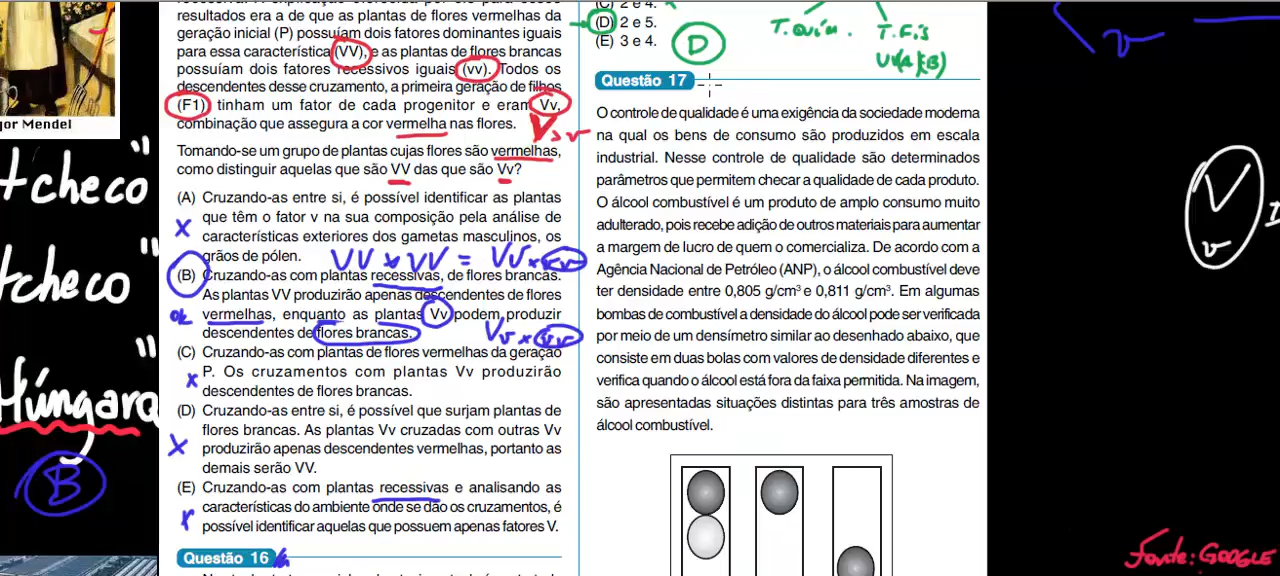 resultados era a de que as plantas de flores vermelhas da
geração inicial (P) possuíam dois fatores dominantes iguais
para essa característica (VV), e as plantas de flores brancas
possuíam dois fatores recessivos iguais (vv). Todos os
descendentes desse cruzamento, a primeira geração de filhos
(F1) tinham um fator de cada progenitor e eram Vv,
combinação que assegura a cor vermelha nas flores.
V > v
Tomando-se um grupo de plantas cujas flores são vermelhas,
como distinguir aquelas que são VV das que são Vv?
(A) Cruzando-as entre si, é possível identificar as plantas
que têm o fator v na sua composição pela análise de
características exteriores dos gametas masculinos, os
grãos de pólen.
X
VV x VV = VV x vv
(B) Cruzando-as com plantas recessivas, de flores brancas.
As plantas VV produzirão apenas descendentes de flores
vermelhas, enquanto as plantas Vv podem produzir
descendentes de flores brancas.
ok
Vv x vv
(C) Cruzando-as com plantas de flores vermelhas da geração
P. Os cruzamentos com plantas Vv produzirão
descendentes de flores brancas.
x
(D) Cruzando-as entre si, é possível que surjam plantas de
flores brancas. As plantas Vv cruzadas com outras Vv
produzirão apenas descendentes vermelhas, portanto as
demais serão VV.
X
(E) Cruzando-as com plantas recessivas e analisando as
características do ambiente onde se dão os cruzamentos, é
possível identificar aquelas que possuem apenas fatores V.
Questão 16
gor Mendel
tcheco"
tcheco
"
Húngara
B
(C) 2 e 4.
(D) 2 e 5.
(E) 3 e 4.
D
T. Quím. T. Fís
UV(A)(B)
Questão 17
O controle de qualidade é uma exigência da sociedade moderna
na qual os bens de consumo são produzidos em escala
industrial. Nesse controle de qualidade são determinados
parâmetros que permitem checar a qualidade de cada produto.
O álcool combustível é um produto de amplo consumo muito
adulterado, pois recebe adição de outros materiais para aumentar
a margem de lucro de quem o comercializa. De acordo com a
Agência Nacional de Petróleo (ANP), o álcool combustível deve
ter densidade entre 0,805 g/cm³ e 0,811 g/cm³. Em algumas
bombas de combustível a densidade do álcool pode ser verificada
por meio de um densímetro similar ao desenhado abaixo, que
consiste em duas bolas com valores de densidade diferentes e
verifica quando o álcool está fora da faixa permitida. Na imagem,
são apresentadas situações distintas para três amostras de
álcool combustível.
v
V
v
Fonte: GOOGLE